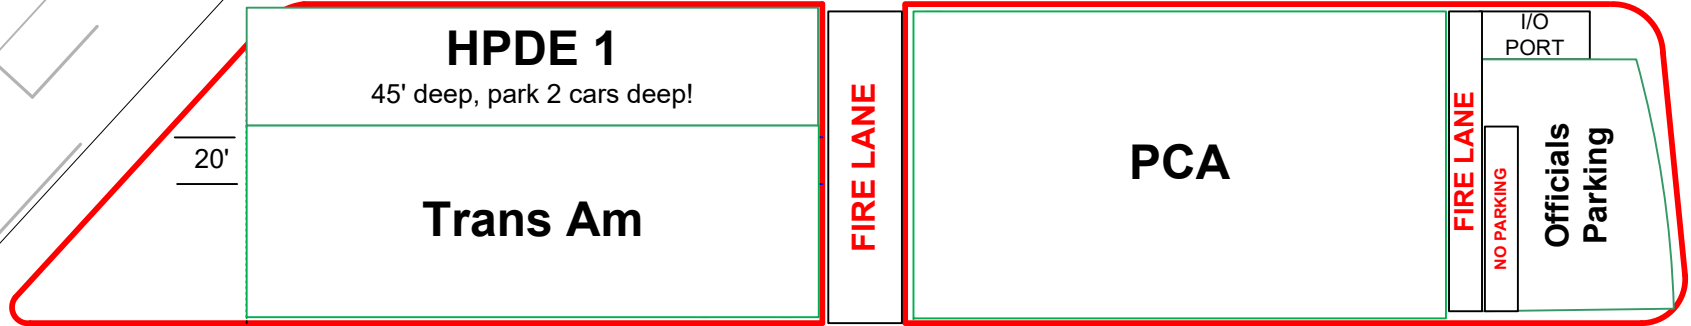 HPDE 1
45' deep, park 2 cars deep!
20'
Trans Am
FIRE LANE
PCA
FIRE LANE
I/O
PORT
NO PARKING
Officials
Parking